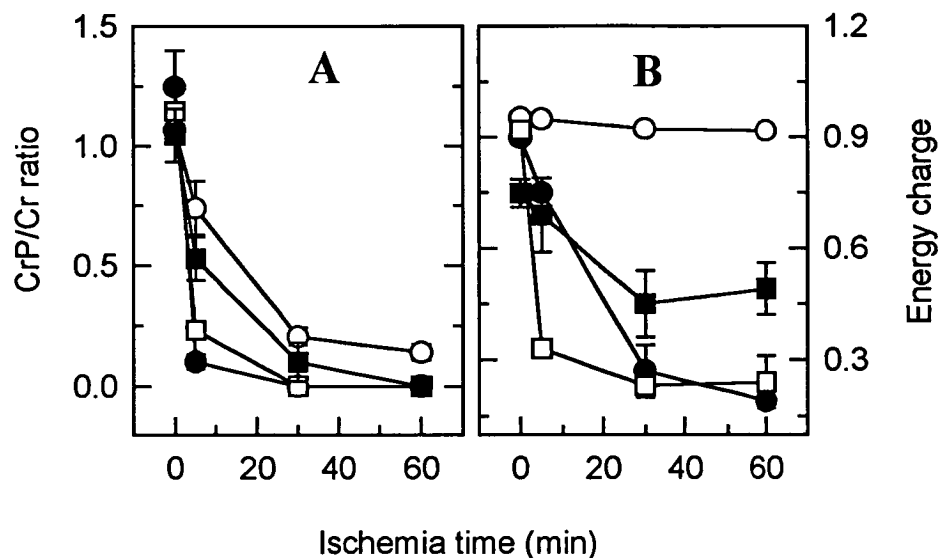 CrP/Cr ratio
1.5
1.0
0.5
0.0
A
B
1.2
0.9
0.6
0.3
Energy charge
0 20 40 60 0 20 40 60
Ischemia time (min)